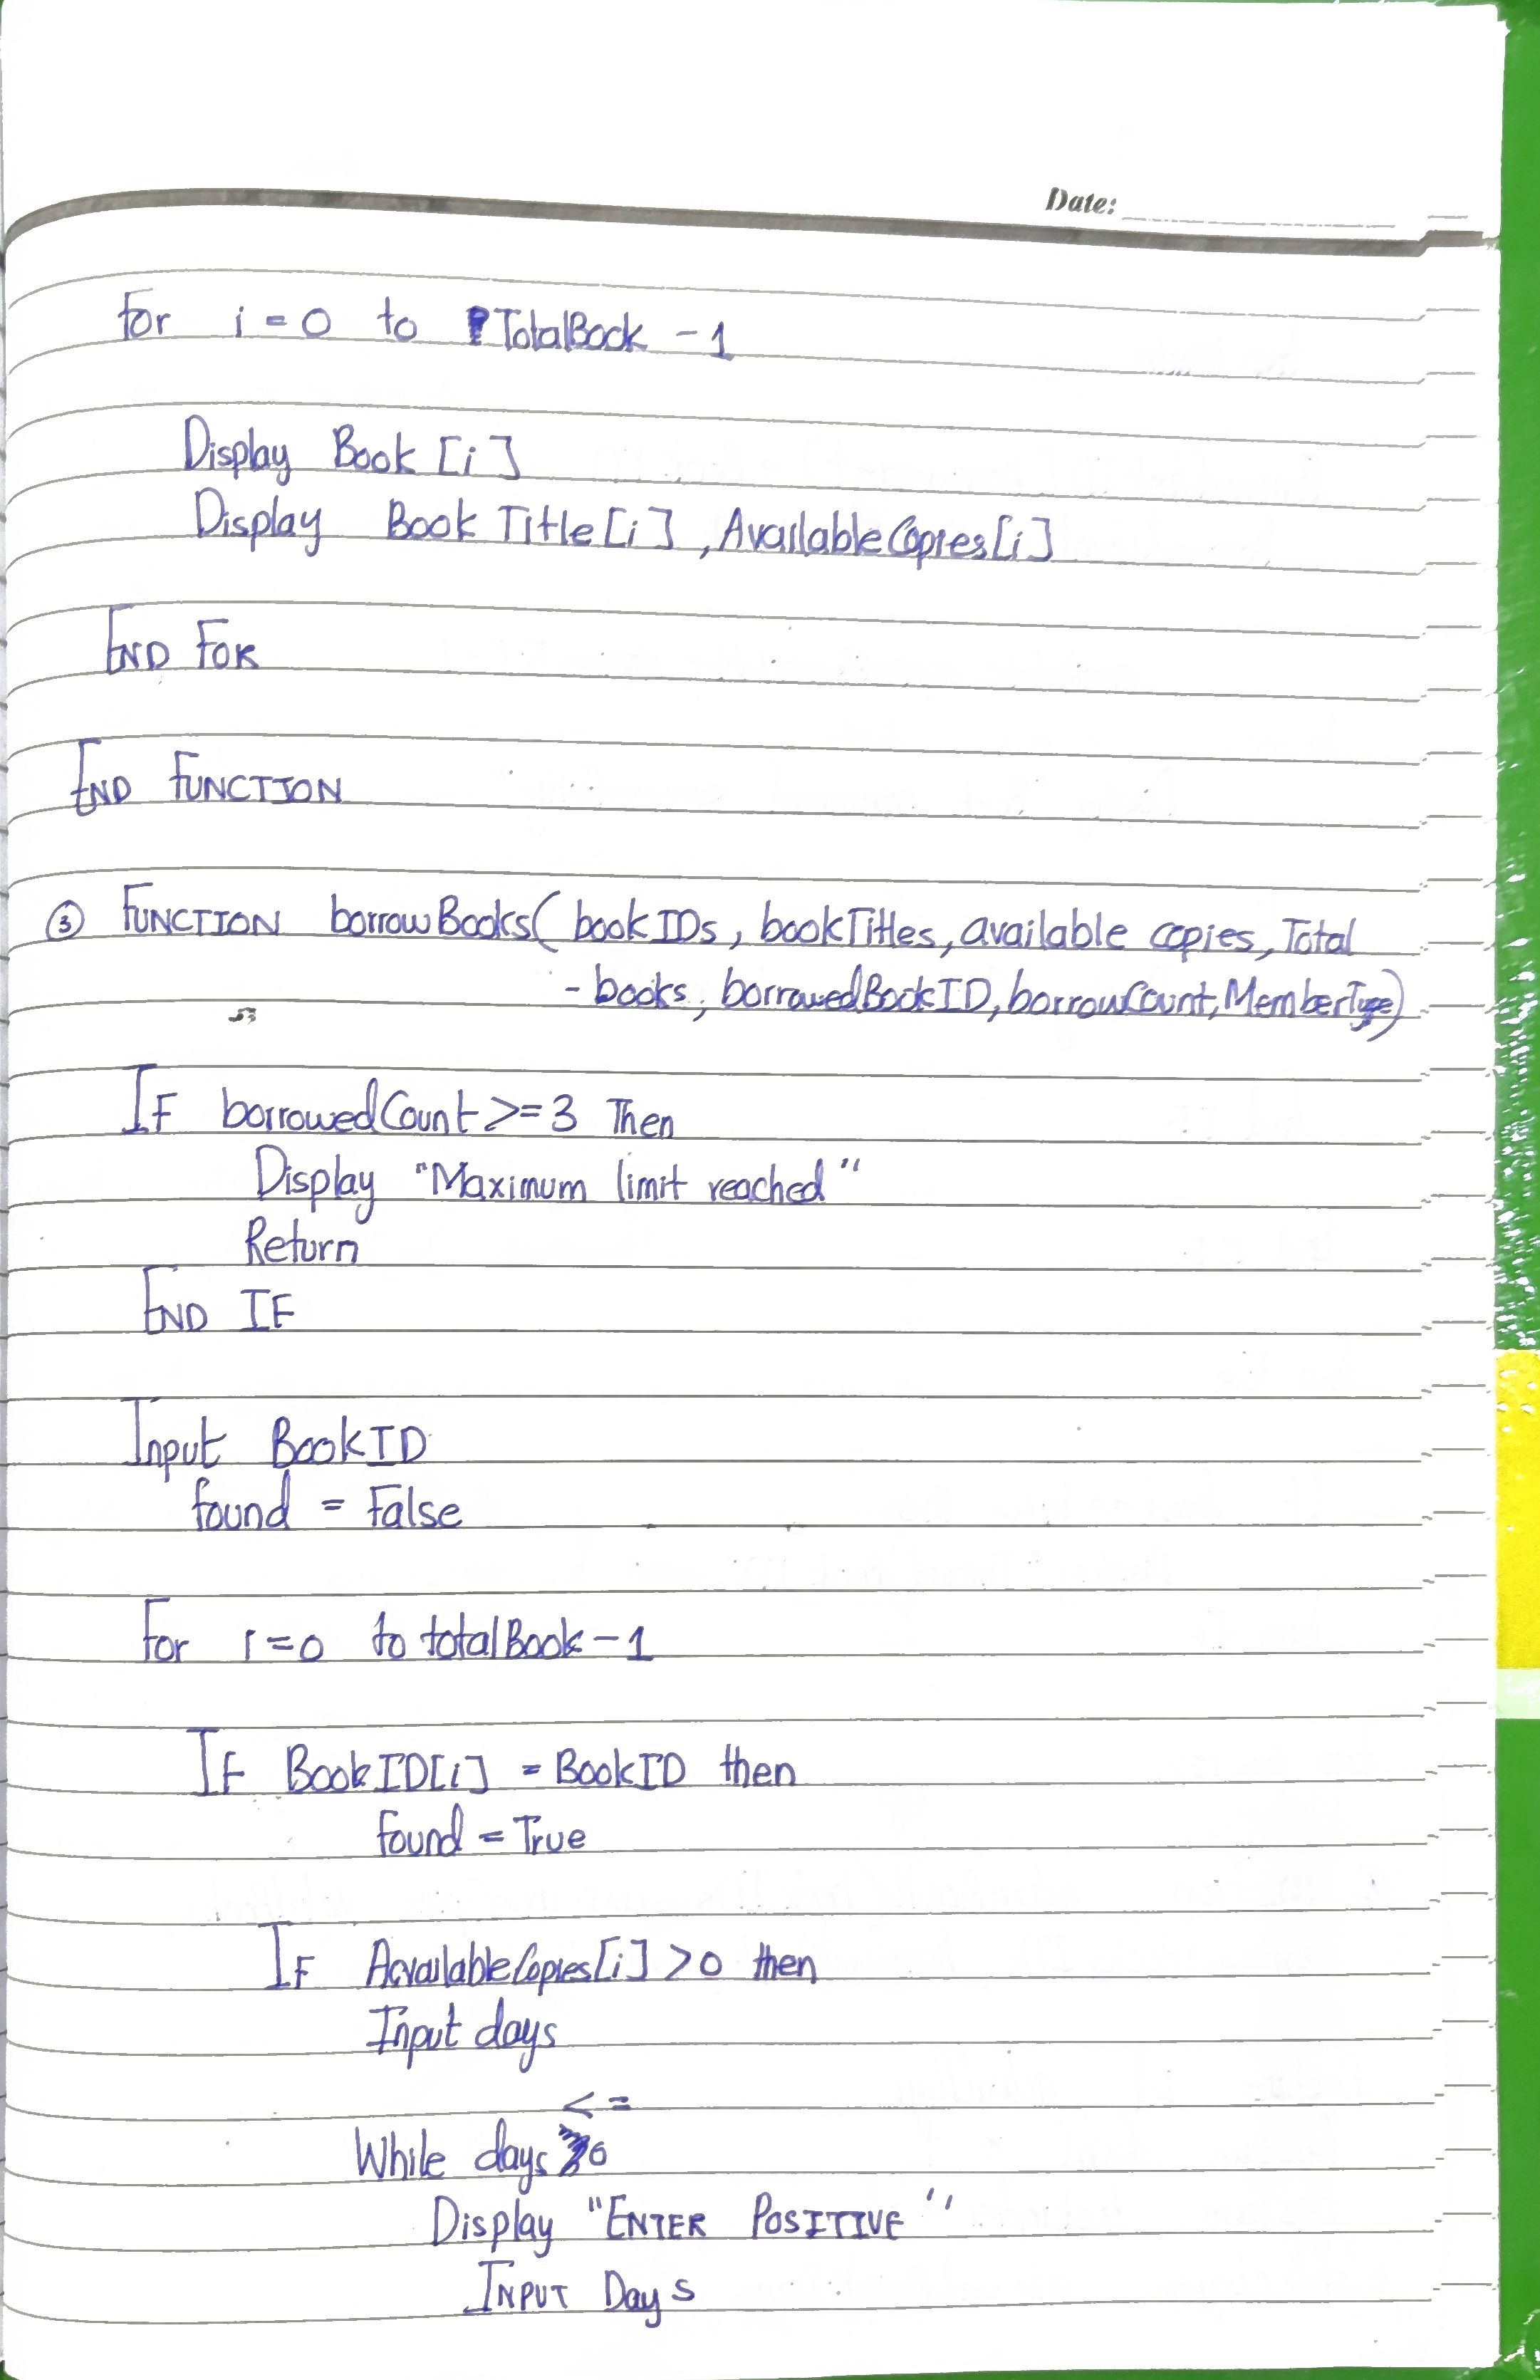 Date:
For i = 0 to TotalBook - 1
Display Book [i]
Display Book Title [i] , Available Copies [i]
END FOR
END FUNCTION
③ FUNCTION borrowBooks( bookIDs, bookTitles, available copies, Total
- books, borrowedBookID, borrowCount, MemberType)
IF borrowedCount >= 3 Then
Display "Maximum limit reached"
Return
END IF
Input BookID
found = False
For i = 0 to totalBook - 1
IF BookID[i] = BookID then
found = True
IF AvailableCopies[i] > 0 then
Input days
<=
While days 0
Display "ENTER POSITIVE"
INPUT Days